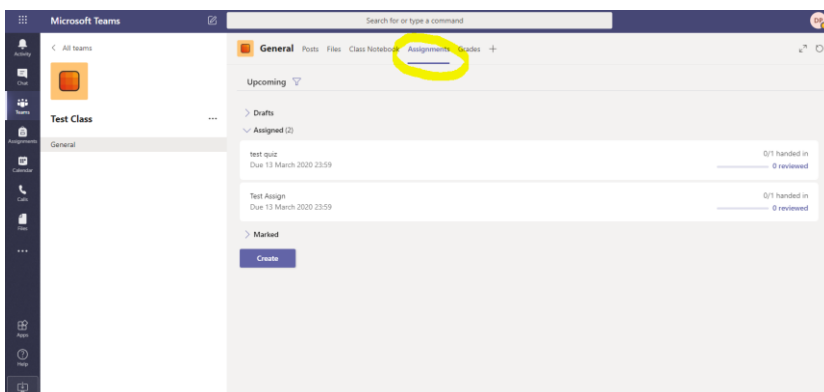 Microsoft Teams
Search for or type a command
DP
Activity
Chat
Teams
Assignments
Calendar
Calls
Files
Apps
Help
All teams
Test Class
General
General Posts Files Class Notebook Assignments Grades
Upcoming
Drafts
Assigned (2)
test quiz
Due 13 March 2020 23:59
0/1 handed in
0 reviewed
Test Assign
Due 13 March 2020 23:59
0/1 handed in
0 reviewed
Marked
Create